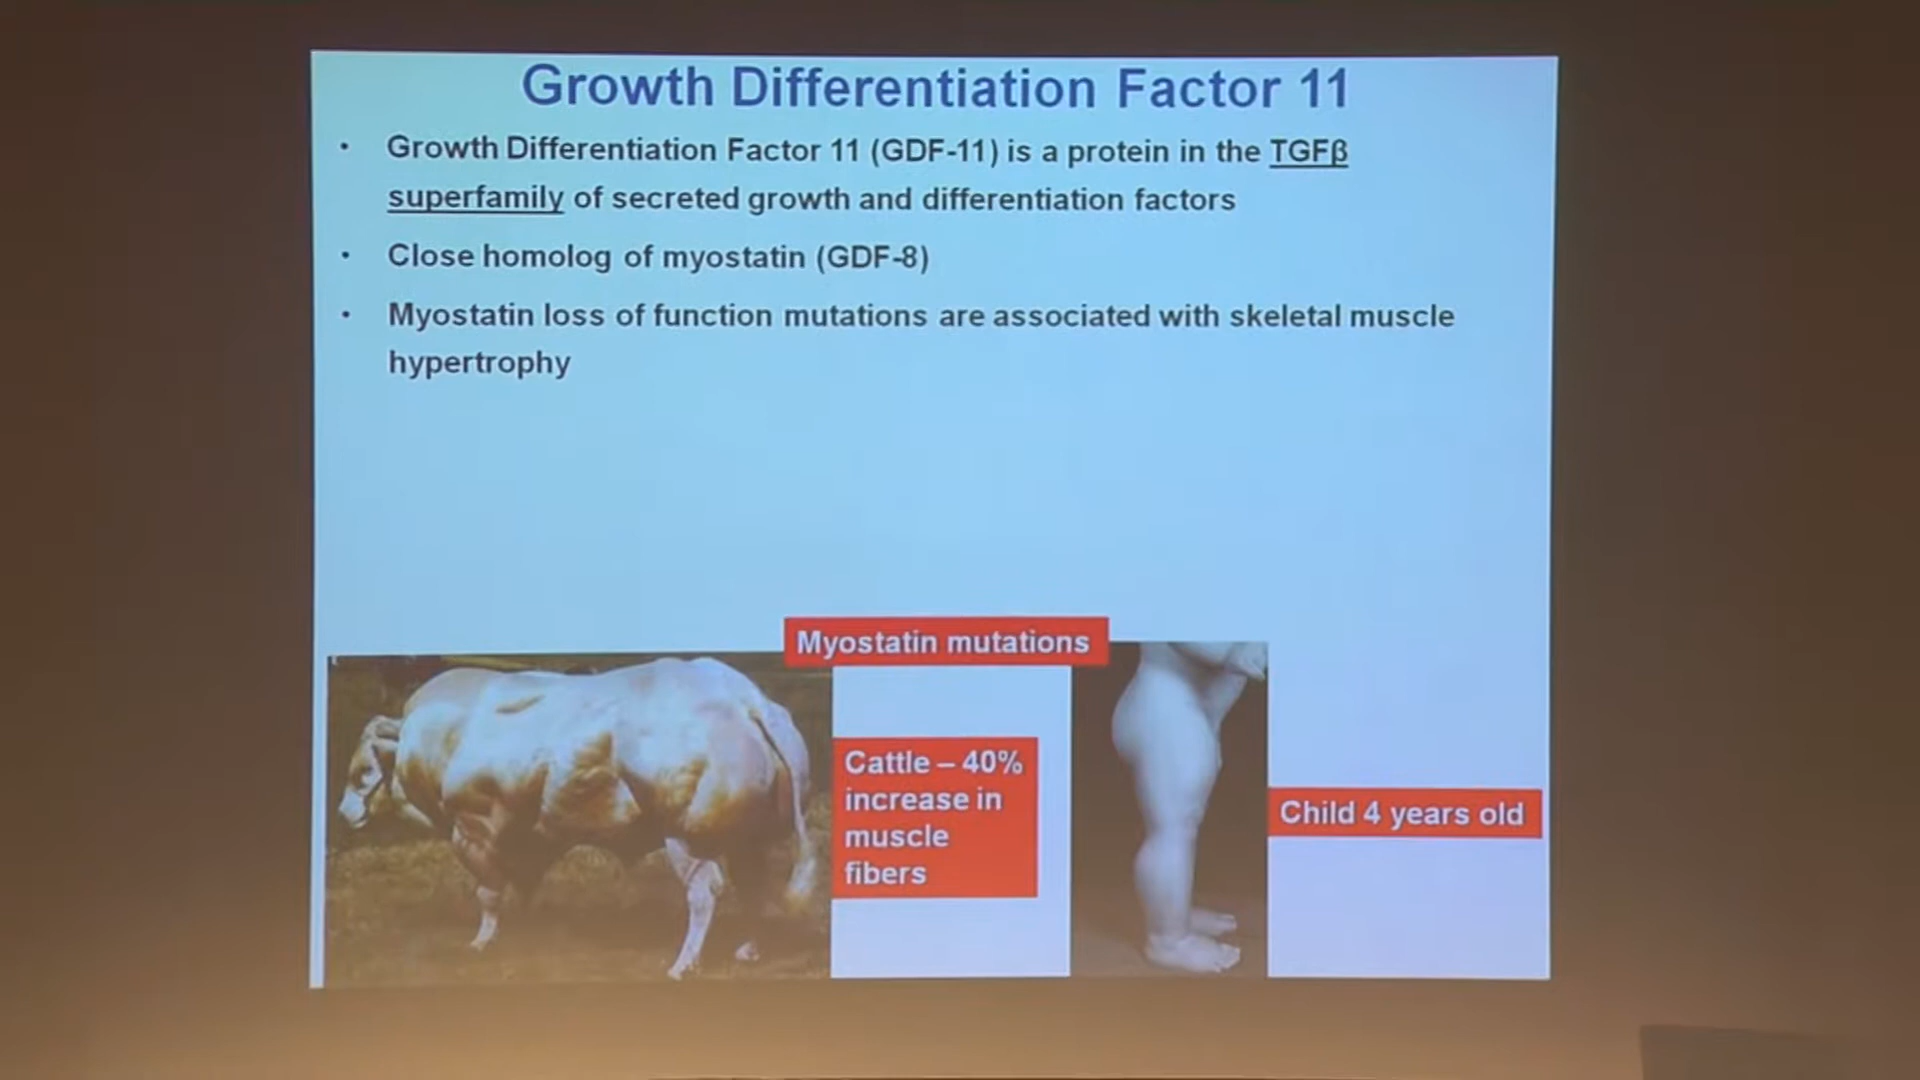 Growth Differentiation Factor 11
• Growth Differentiation Factor 11 (GDF-11) is a protein in the TGFβ
superfamily of secreted growth and differentiation factors
• Close homolog of myostatin (GDF-8)
• Myostatin loss of function mutations are associated with skeletal muscle
hypertrophy
Myostatin mutations
Cattle – 40%
increase in
muscle
fibers
Child 4 years old